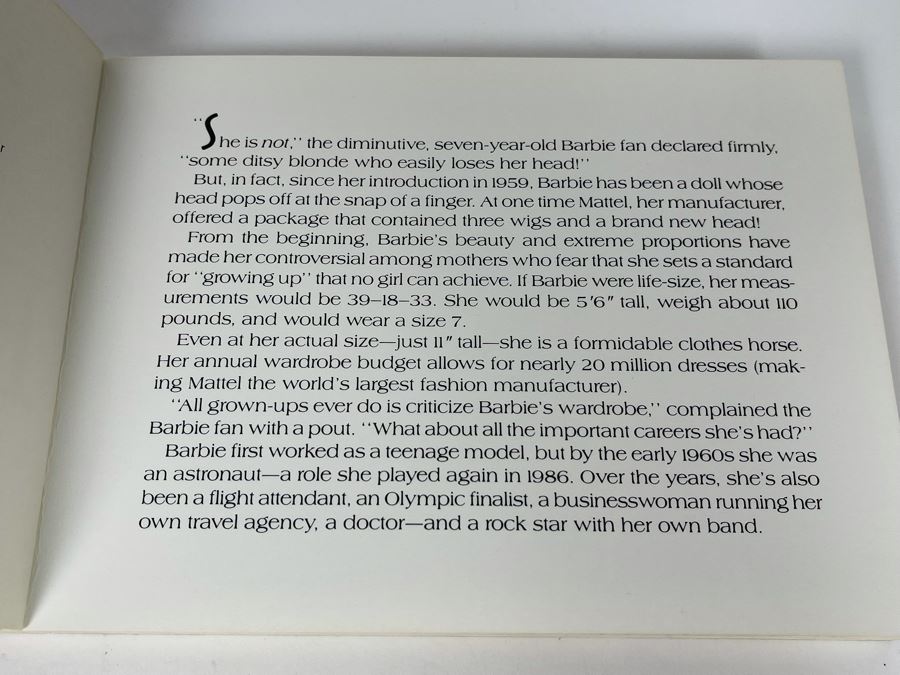 "She is not," the diminutive, seven-year-old Barbie fan declared firmly,
"some ditsy blonde who easily loses her head!"
But, in fact, since her introduction in 1959, Barbie has been a doll whose
head pops off at the snap of a finger. At one time Mattel, her manufacturer,
offered a package that contained three wigs and a brand new head!
From the beginning, Barbie's beauty and extreme proportions have
made her controversial among mothers who fear that she sets a standard
for "growing up" that no girl can achieve. If Barbie were life-size, her meas-
urements would be 39–18–33. She would be 5'6" tall, weigh about 110
pounds, and would wear a size 7.
Even at her actual size—just 11" tall—she is a formidable clothes horse.
Her annual wardrobe budget allows for nearly 20 million dresses (mak-
ing Mattel the world's largest fashion manufacturer).
"All grown-ups ever do is criticize Barbie's wardrobe," complained the
Barbie fan with a pout. "What about all the important careers she's had?"
Barbie first worked as a teenage model, but by the early 1960s she was
an astronaut—a role she played again in 1986. Over the years, she's also
been a flight attendant, an Olympic finalist, a businesswoman running her
own travel agency, a doctor—and a rock star with her own band.